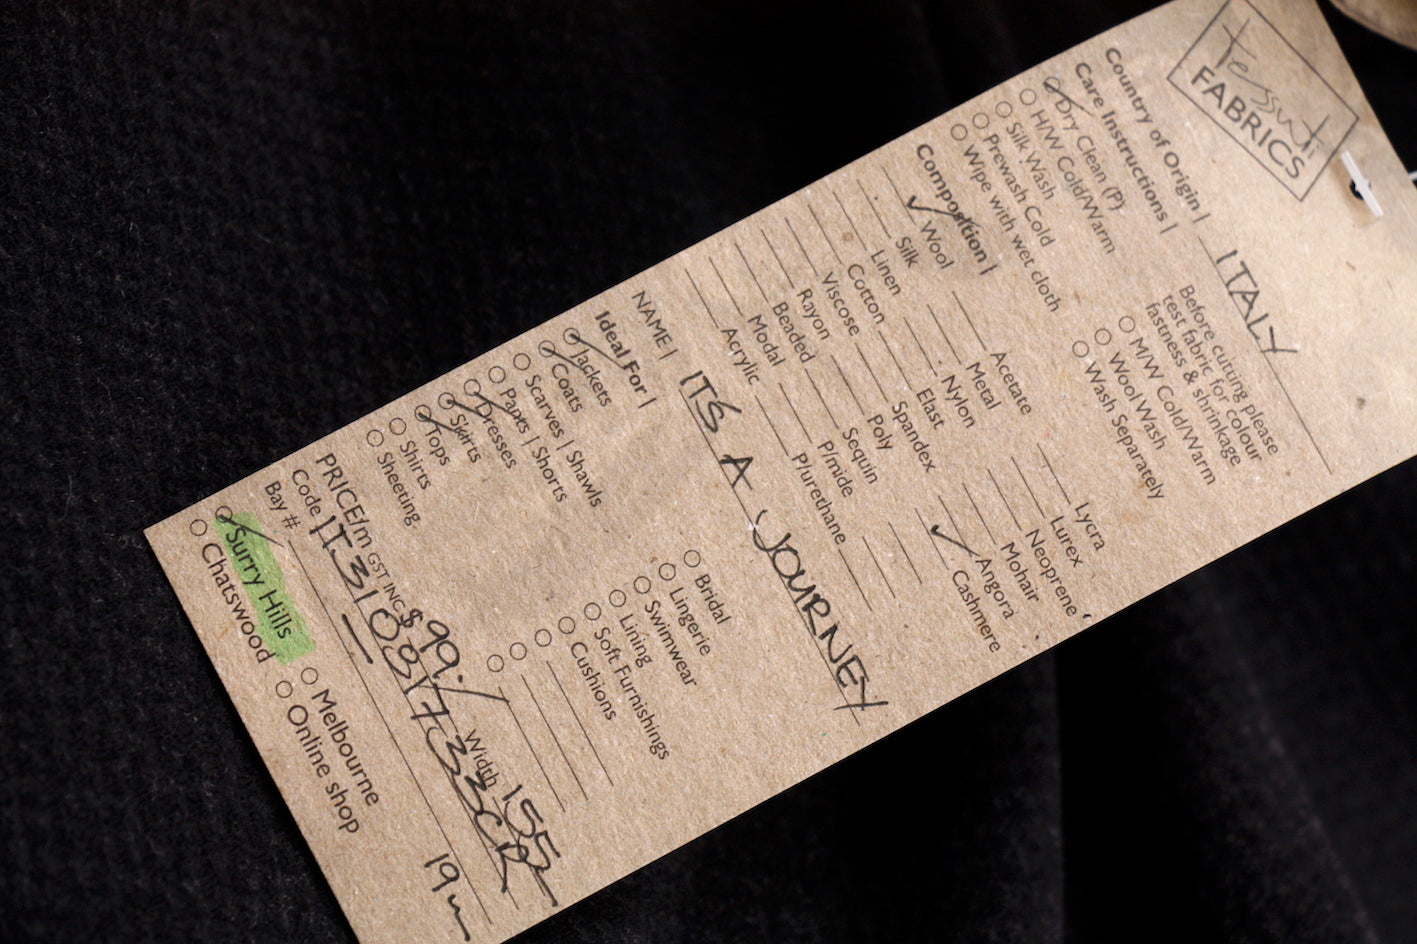 tessuti
FABRICS
Country of Origin | ITALY
Care Instructions |
Dry Clean (P)
H/W Cold/Warm
Silk Wash
Prewash Cold
Wipe with wet cloth
Before cutting please
test fabric for colour
fastness & shrinkage
M/W Cold/Warm
Wool Wash
Wash Separately
Composition |
✓ Wool
Silk
Linen
Cotton
Viscose
Rayon
Beaded
Modal
Acrylic
Acetate
Metal
Nylon
Elast
Spandex
Poly
Sequin
P/mide
P/urethane
Lycra
Lurex
Neoprene
Mohair
Angora
✓ Cashmere
NAME | IT'S A JOURNEY
Ideal For |
Jackets
Coats
Scarves | Shawls
Pants | Shorts
Dresses
Skirts
Tops
Shirts
Sheeting
Bridal
Lingerie
Swimwear
Lining
Soft Furnishings
Cushions
PRICE/m GST INC $99./ Width 155
Code
Bay # 19m
Surry Hills
Chatswood
Melbourne
Online shop